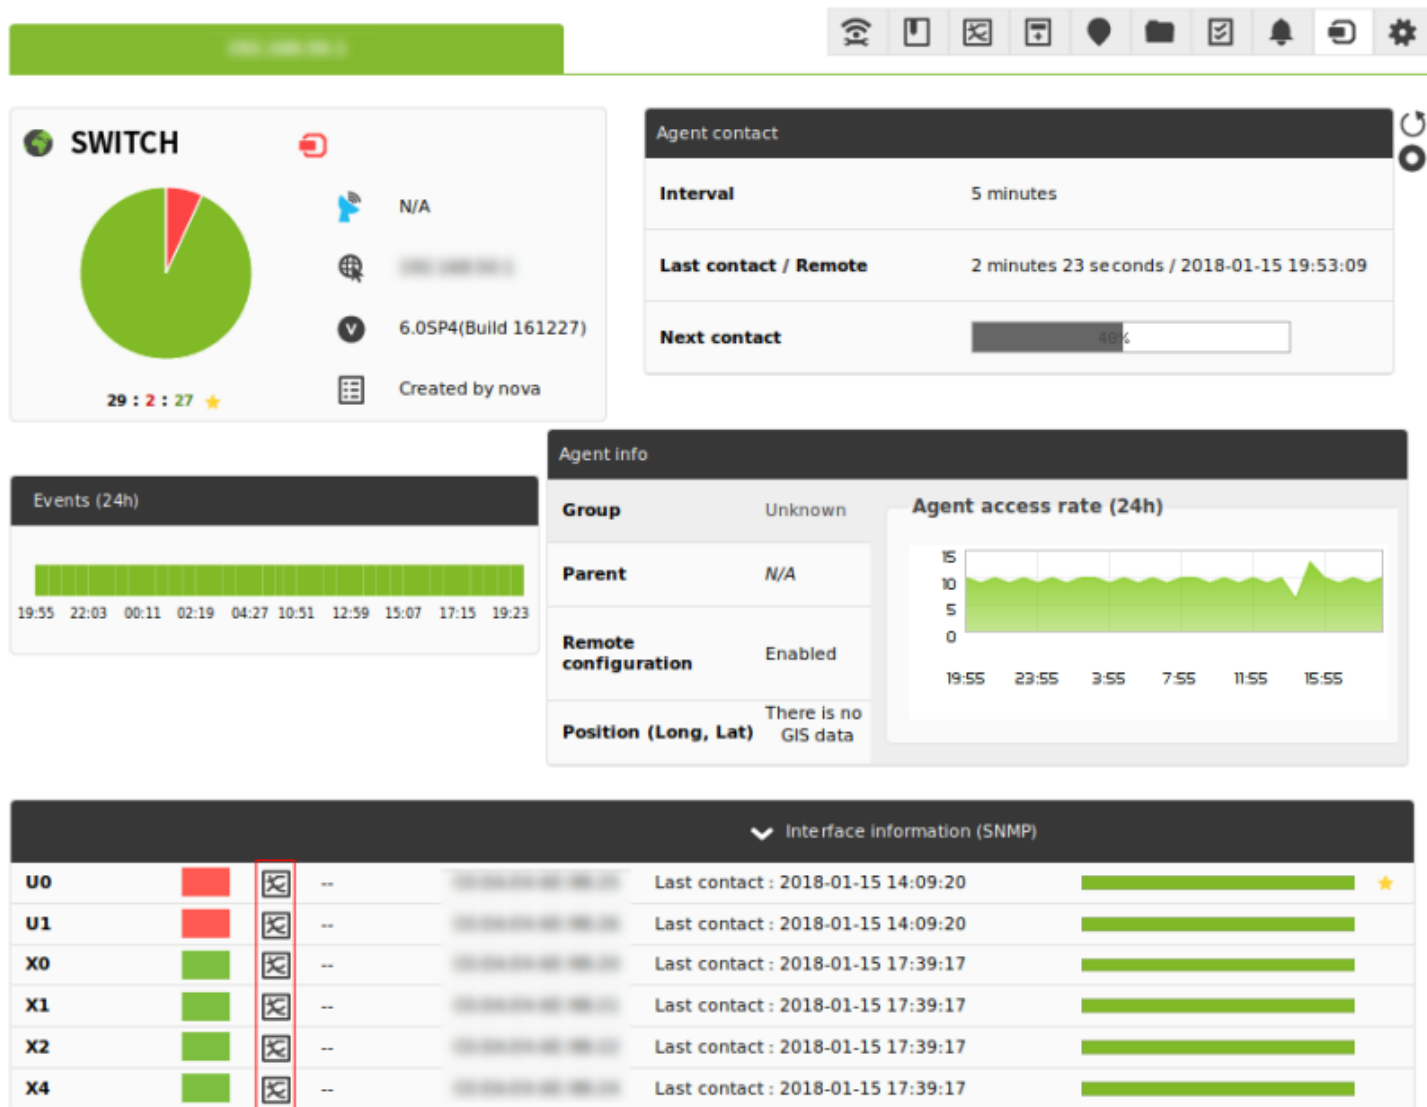 SWITCH
N/A
6.0SP4(Build 161227)
Created by nova
29 : 2 : 27
Agent contact
Interval 5 minutes
Last contact / Remote 2 minutes 23 seconds / 2018-01-15 19:53:09
Next contact 48%
Events (24h)
19:55 22:03 00:11 02:19 04:27 10:51 12:59 15:07 17:15 19:23
Agent info
Group Unknown
Parent N/A
Remote
configuration Enabled
Position (Long, Lat) There is no
GIS data
Agent access rate (24h)
15
10
5
0
19:55 23:55 3:55 7:55 11:55 15:55
Interface information (SNMP)
U0 -- Last contact : 2018-01-15 14:09:20
U1 -- Last contact : 2018-01-15 14:09:20
X0 -- Last contact : 2018-01-15 17:39:17
X1 -- Last contact : 2018-01-15 17:39:17
X2 -- Last contact : 2018-01-15 17:39:17
X4 -- Last contact : 2018-01-15 17:39:17